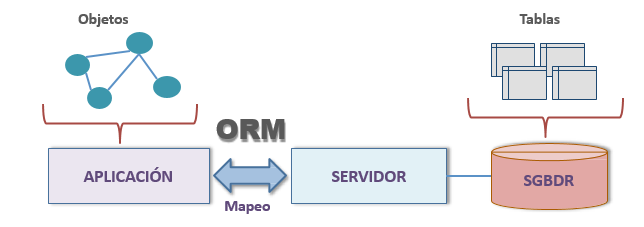 Objetos
Tablas
ORM
APLICACIÓN
SERVIDOR
SGBDR
Mapeo